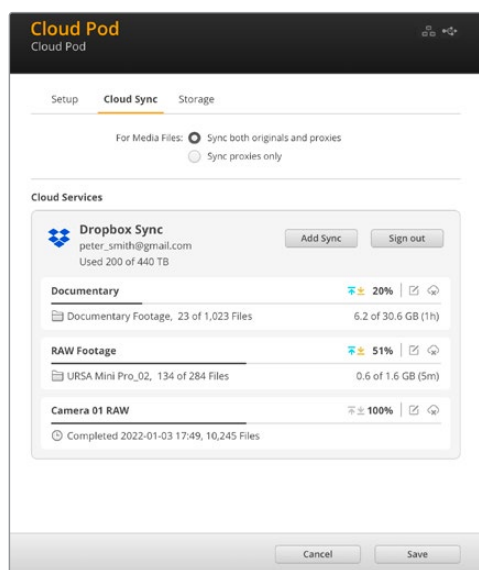 Cloud Pod
Cloud Pod
Setup Cloud Sync Storage
For Media Files: Sync both originals and proxies
Sync proxies only
Cloud Services
Dropbox Sync
peter_smith@gmail.com
Used 200 of 440 TB
Add Sync Sign out
Documentary 20%
Documentary Footage, 23 of 1,023 Files 6.2 of 30.6 GB (1h)
RAW Footage 51%
URSA Mini Pro_02, 134 of 284 Files 0.6 of 1.6 GB (5m)
Camera 01 RAW 100%
Completed 2022-01-03 17:49, 10,245 Files
Cancel Save